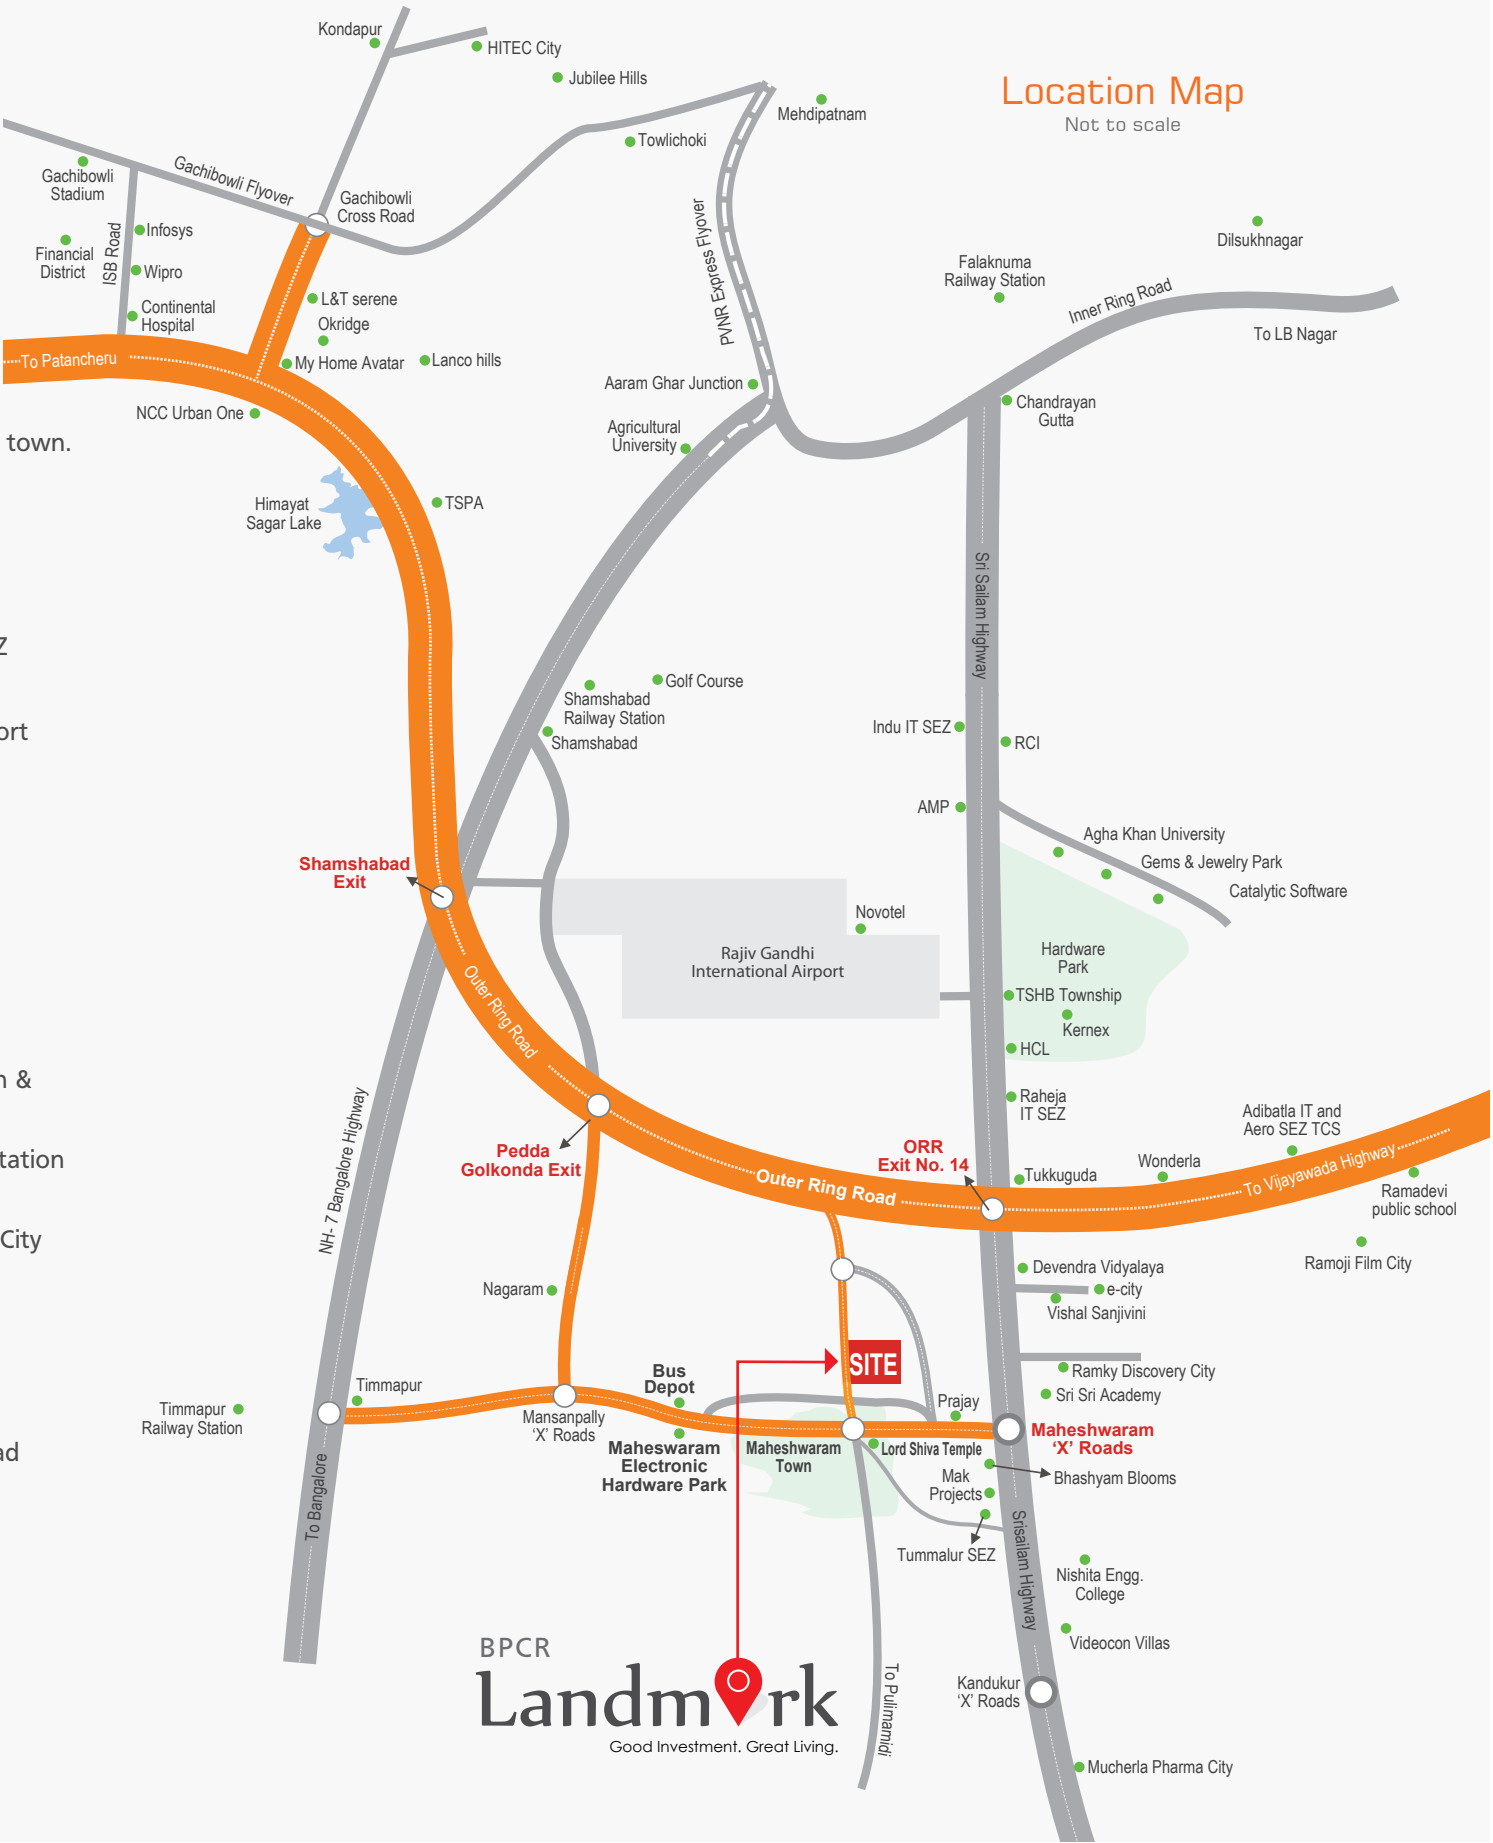 Kondapur
HITEC City
Jubilee Hills
Location Map
Not to scale
Mehdipatnam
Towlichoki
Gachibowli
Stadium
Gachibowli Flyover
Gachibowli
Cross Road
Infosys
Financial
District
ISB Road
Wipro
Continental
Hospital
L&T serene
Okridge
My Home Avatar
Lanco hills
To Patancheru
NCC Urban One
PVNR Express Flyover
Dilsukhnagar
Falaknuma
Railway Station
Inner Ring Road
To LB Nagar
Aaram Ghar Junction
Chandrayan
Gutta
Agricultural
University
town.
Himayat
Sagar Lake
TSPA
Sri Sailam Highway
Z
Golf Course
Shamshabad
Railway Station
Shamshabad
ort
Indu IT SEZ
RCI
AMP
Agha Khan University
Gems & Jewelry Park
Catalytic Software
Shamshabad
Exit
Novotel
Rajiv Gandhi
International Airport
Hardware
Park
TSHB Township
Kernex
HCL
Outer Ring Road
n &
Raheja
IT SEZ
Adibatla IT and
Aero SEZ TCS
NH- 7 Bangalore Highway
Pedda
Golkonda Exit
ORR
Exit No. 14
Tukkuguda
Wonderla
tation
Outer Ring Road
To Vijayawada Highway
Ramadevi
public school
City
Ramoji Film City
Devendra Vidyalaya
e-city
Vishal Sanjivini
Nagaram
SITE
Bus
Depot
Ramky Discovery City
Sri Sri Academy
Timmapur
Timmapur
Railway Station
Mansanpally
‘X’ Roads
Prajay
Maheshwaram
‘X’ Roads
Maheswaram
Electronic
Hardware Park
Maheshwaram
Town
Lord Shiva Temple
ad
Mak
Projects
Bhashyam Blooms
To Bangalore
Tummalur SEZ
Srisailam Highway
Nishita Engg.
College
Videocon Villas
BPCR
Landmark
Good Investment. Great Living.
To Pulimamidi
Kandukur
‘X’ Roads
Mucherla Pharma City